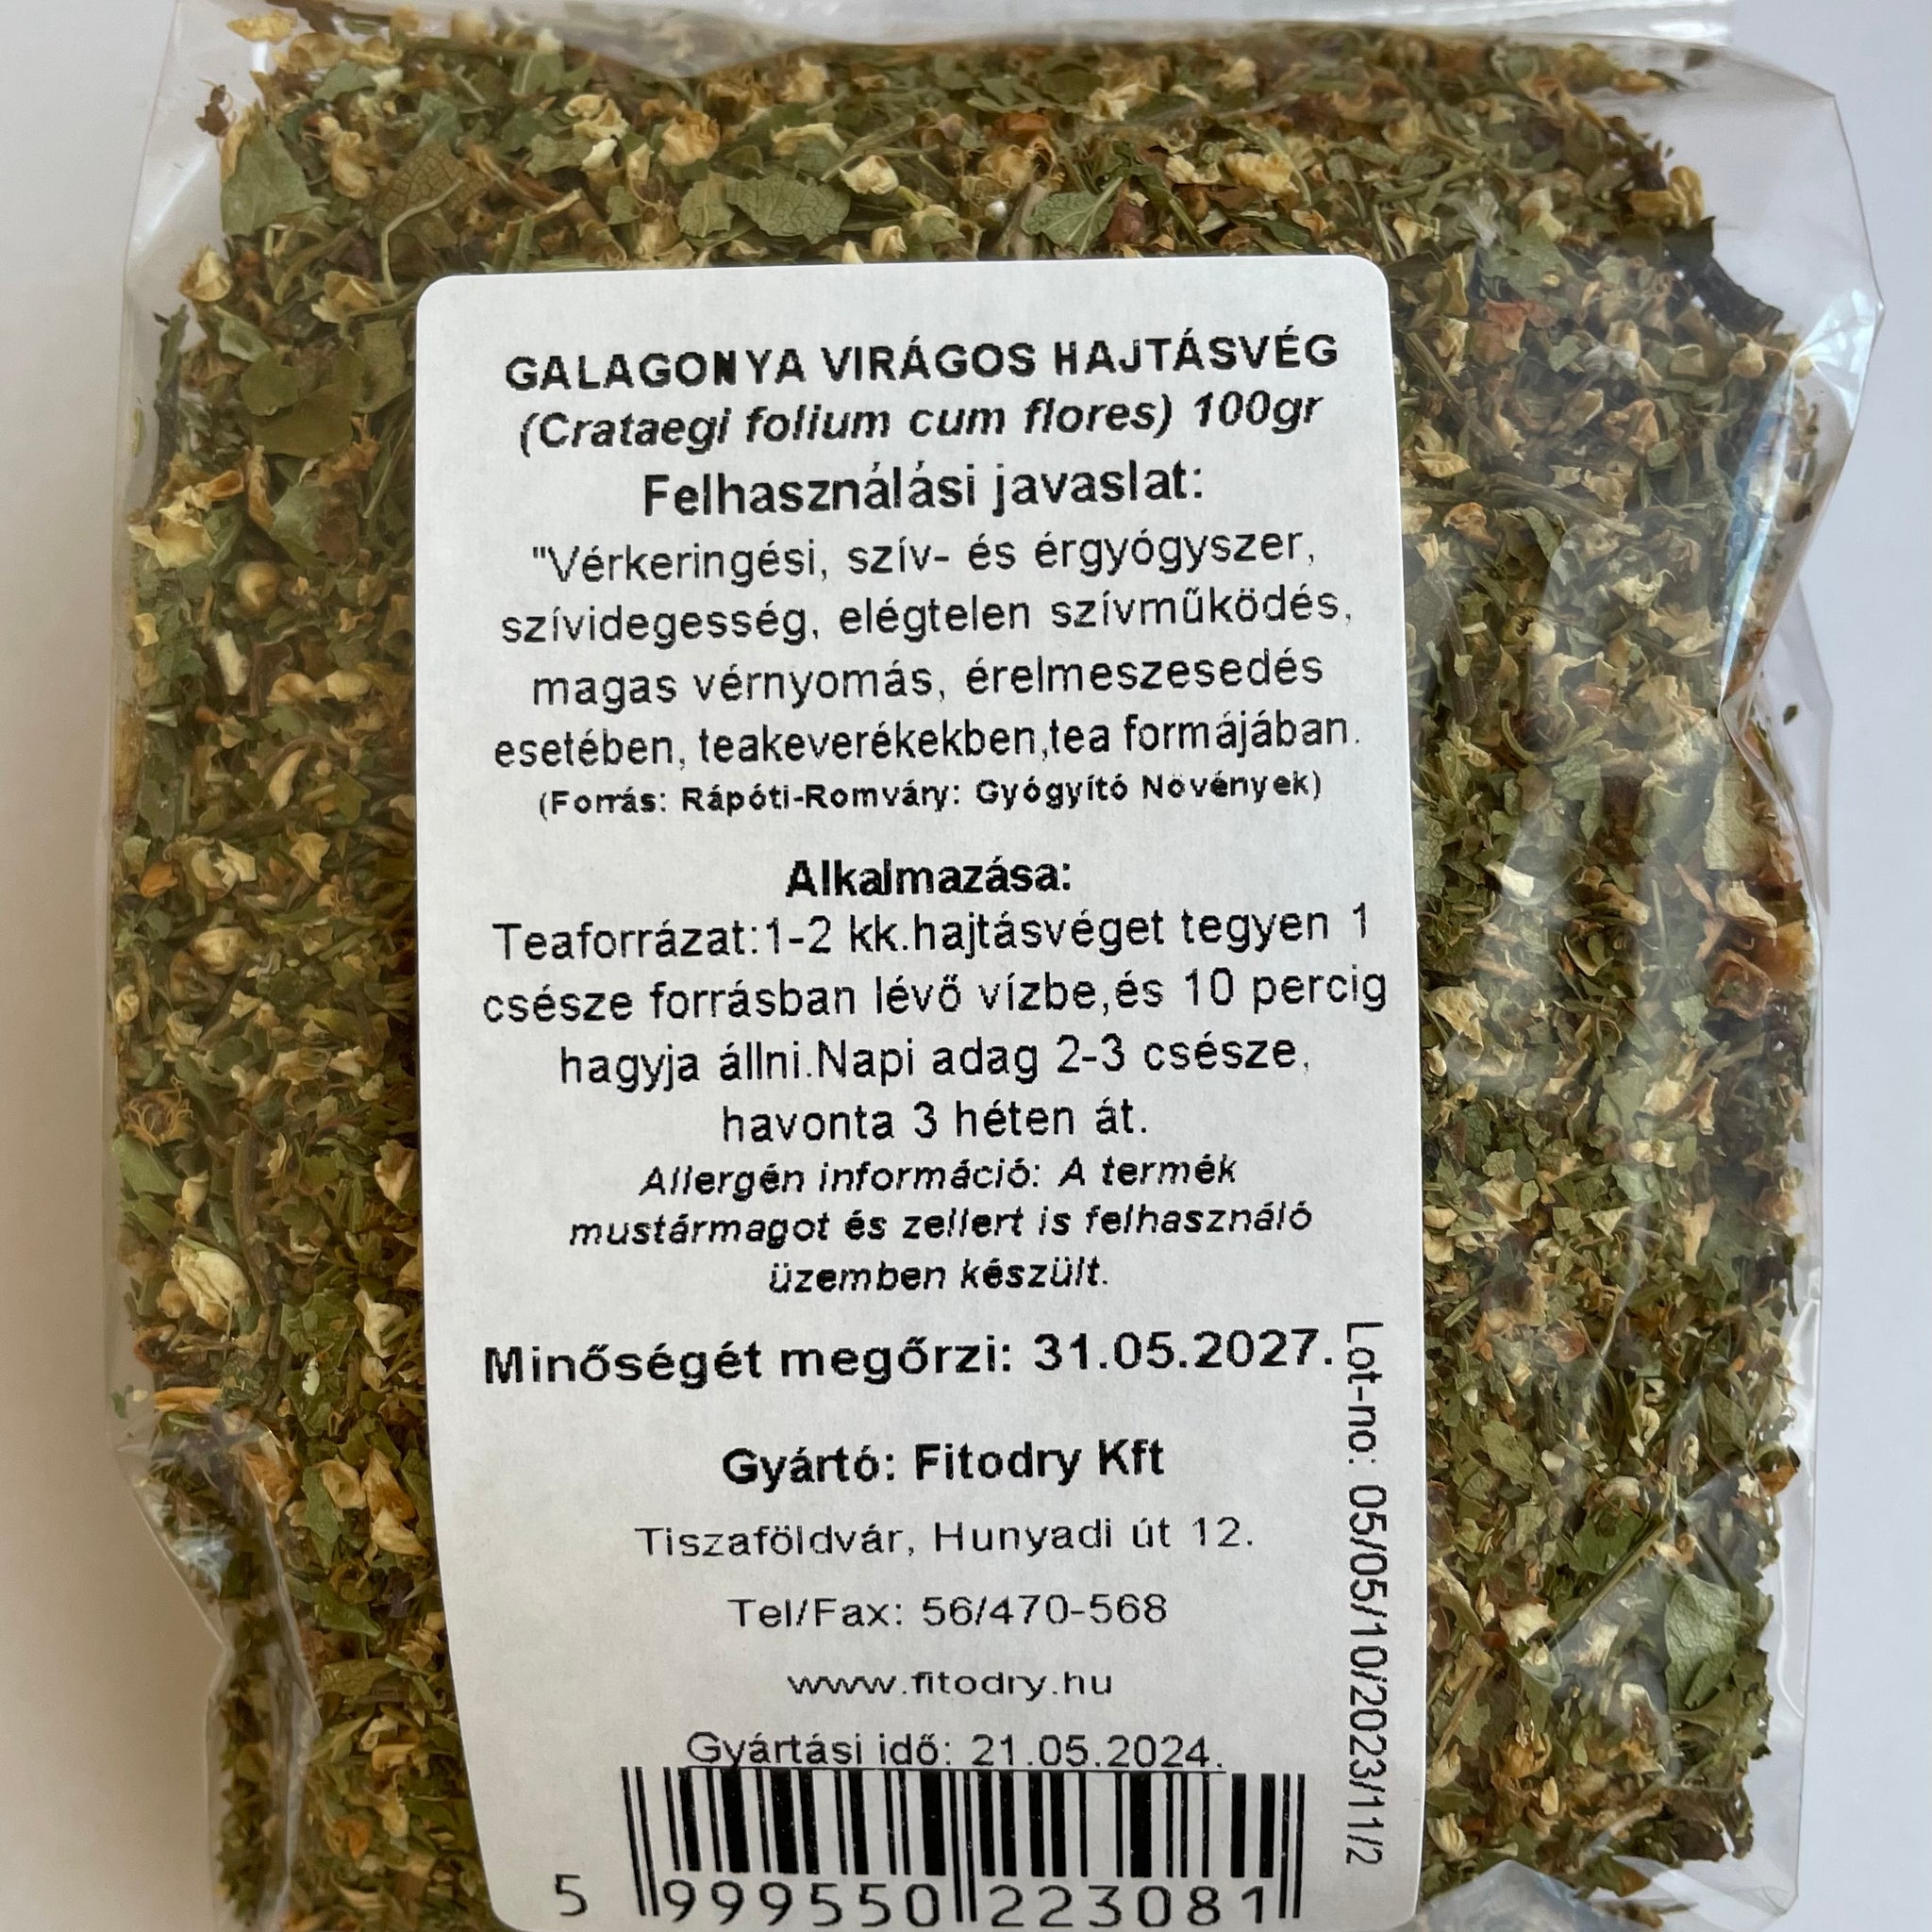 GALAGONYA VIRÁGOS HAJTÁSVÉG
(Crataegi folium cum flores) 100gr
Felhasználási javaslat:
"Vérkeringési, szív- és érgyógyszer,
szívidegesség, elégtelen szívműködés,
magas vérnyomás, érelmeszesedés
esetében, teakeverékekben,tea formájában.
(Forrás: Rápóti-Romváry: Gyógyító Növények)
Alkalmazása:
Teaforrázat:1-2 kk.hajtásvéget tegyen 1
csésze forrásban lévő vízbe,és 10 percig
hagyja állni.Napi adag 2-3 csésze,
havonta 3 héten át.
Allergén információ: A termék
mustármagot és zellert is felhasználó
üzemben készült.
Minőségét megőrzi: 31.05.2027.
Gyártó: Fitodry Kft
Tiszaföldvár, Hunyadi út 12.
Tel/Fax: 56/470-568
www.fitodry.hu
Gyártási idő: 21.05.2024.
5 999550 223081
Lot-no: 05/05/10/2023/11/2